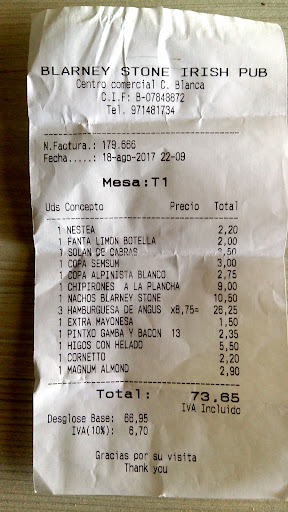 BLARNEY STONE IRISH PUB
Centro comercial C. Blanca
C.I.F: B-07848872
Tel. 971481734
N.Factura.: 179.666
Fecha.....: 18-ago-2017 22-09
Mesa:T1
Uds Concepto Precio Total
1 NESTEA 2,20
1 FANTA LIMON BOTELLA 2,00
1 SOLAN DE CABRAS 3,50
1 COPA SEMSUM 3,00
1 COPA ALPINISTA BLANCO 2,75
1 CHIPIRONES A LA PLANCHA 9,00
1 NACHOS BLARNEY STONE 10,50
3 HAMBURGUESA DE ANGUS x8,75= 26,25
1 EXTRA MAYONESA 1,50
1 PINTXO GAMBA Y BACON 13 2,35
1 HIGOS CON HELADO 5,50
1 CORNETTO 2,20
1 MAGNUM ALMOND 2,90
Total: 73,65
IVA Incluido
Desglose Base: 66,95
IVA(10%): 6,70
Gracias por su visita
Thank you